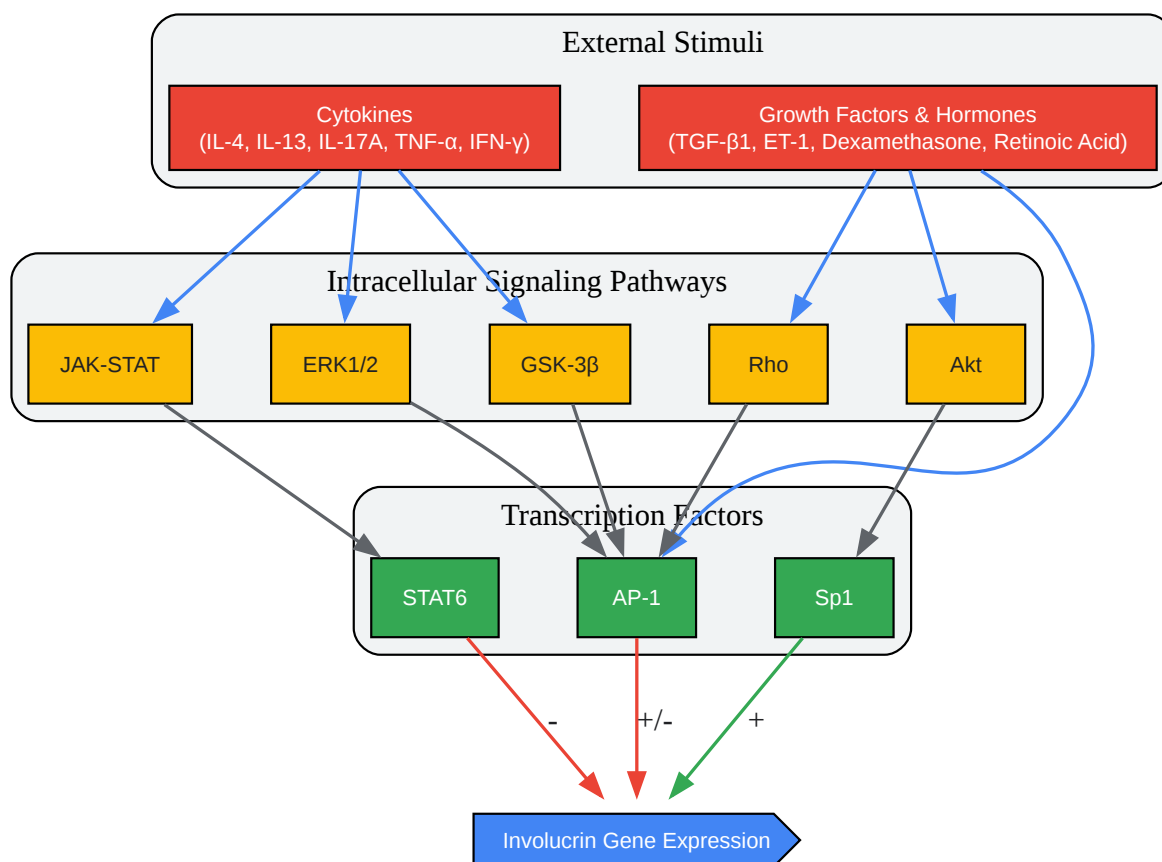 External Stimuli
Cytokines
(IL-4, IL-13, IL-17A, TNF-α, IFN-γ)
Growth Factors & Hormones
(TGF-β1, ET-1, Dexamethasone, Retinoic Acid)
Intracellular Signaling Pathways
JAK-STAT
ERK1/2
GSK-3β
Rho
Akt
Transcription Factors
STAT6
AP-1
Sp1
-
+/-
+
Involucrin Gene Expression